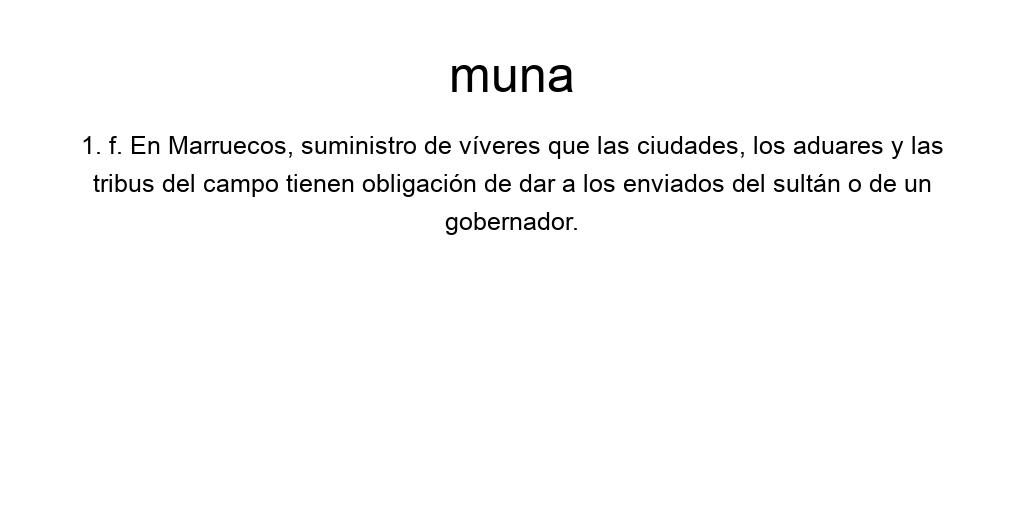 muna
1. f. En Marruecos, suministro de víveres que las ciudades, los aduares y las
tribus del campo tienen obligación de dar a los enviados del sultán o de un
gobernador.